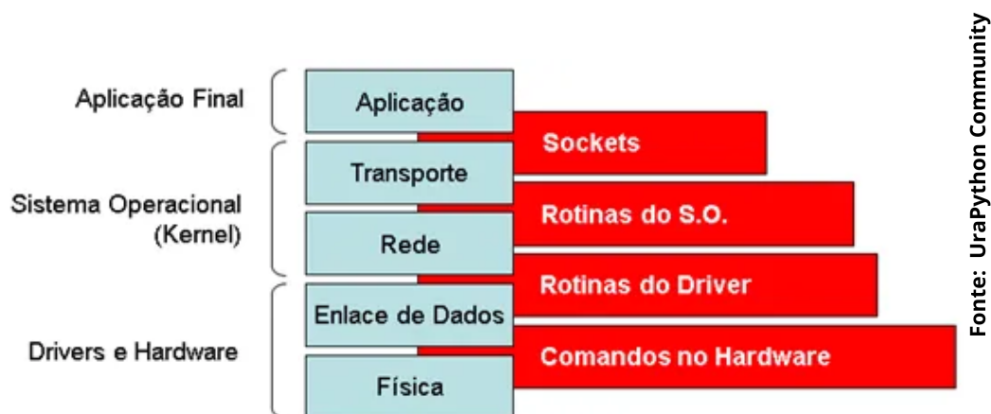 Aplicação Final
Aplicação
Sockets
Transporte
Sistema Operacional
(Kernel)
Rotinas do S.O.
Rede
Rotinas do Driver
Enlace de Dados
Drivers e Hardware
Comandos no Hardware
Física
Fonte: UraPython Community